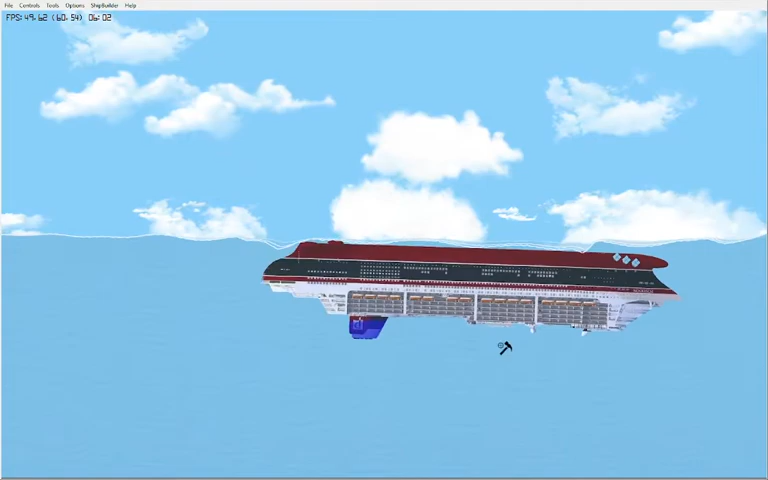 File Controls Tools Options ShipBuilder Help
FPS: 49.62 (60.54) 06:02